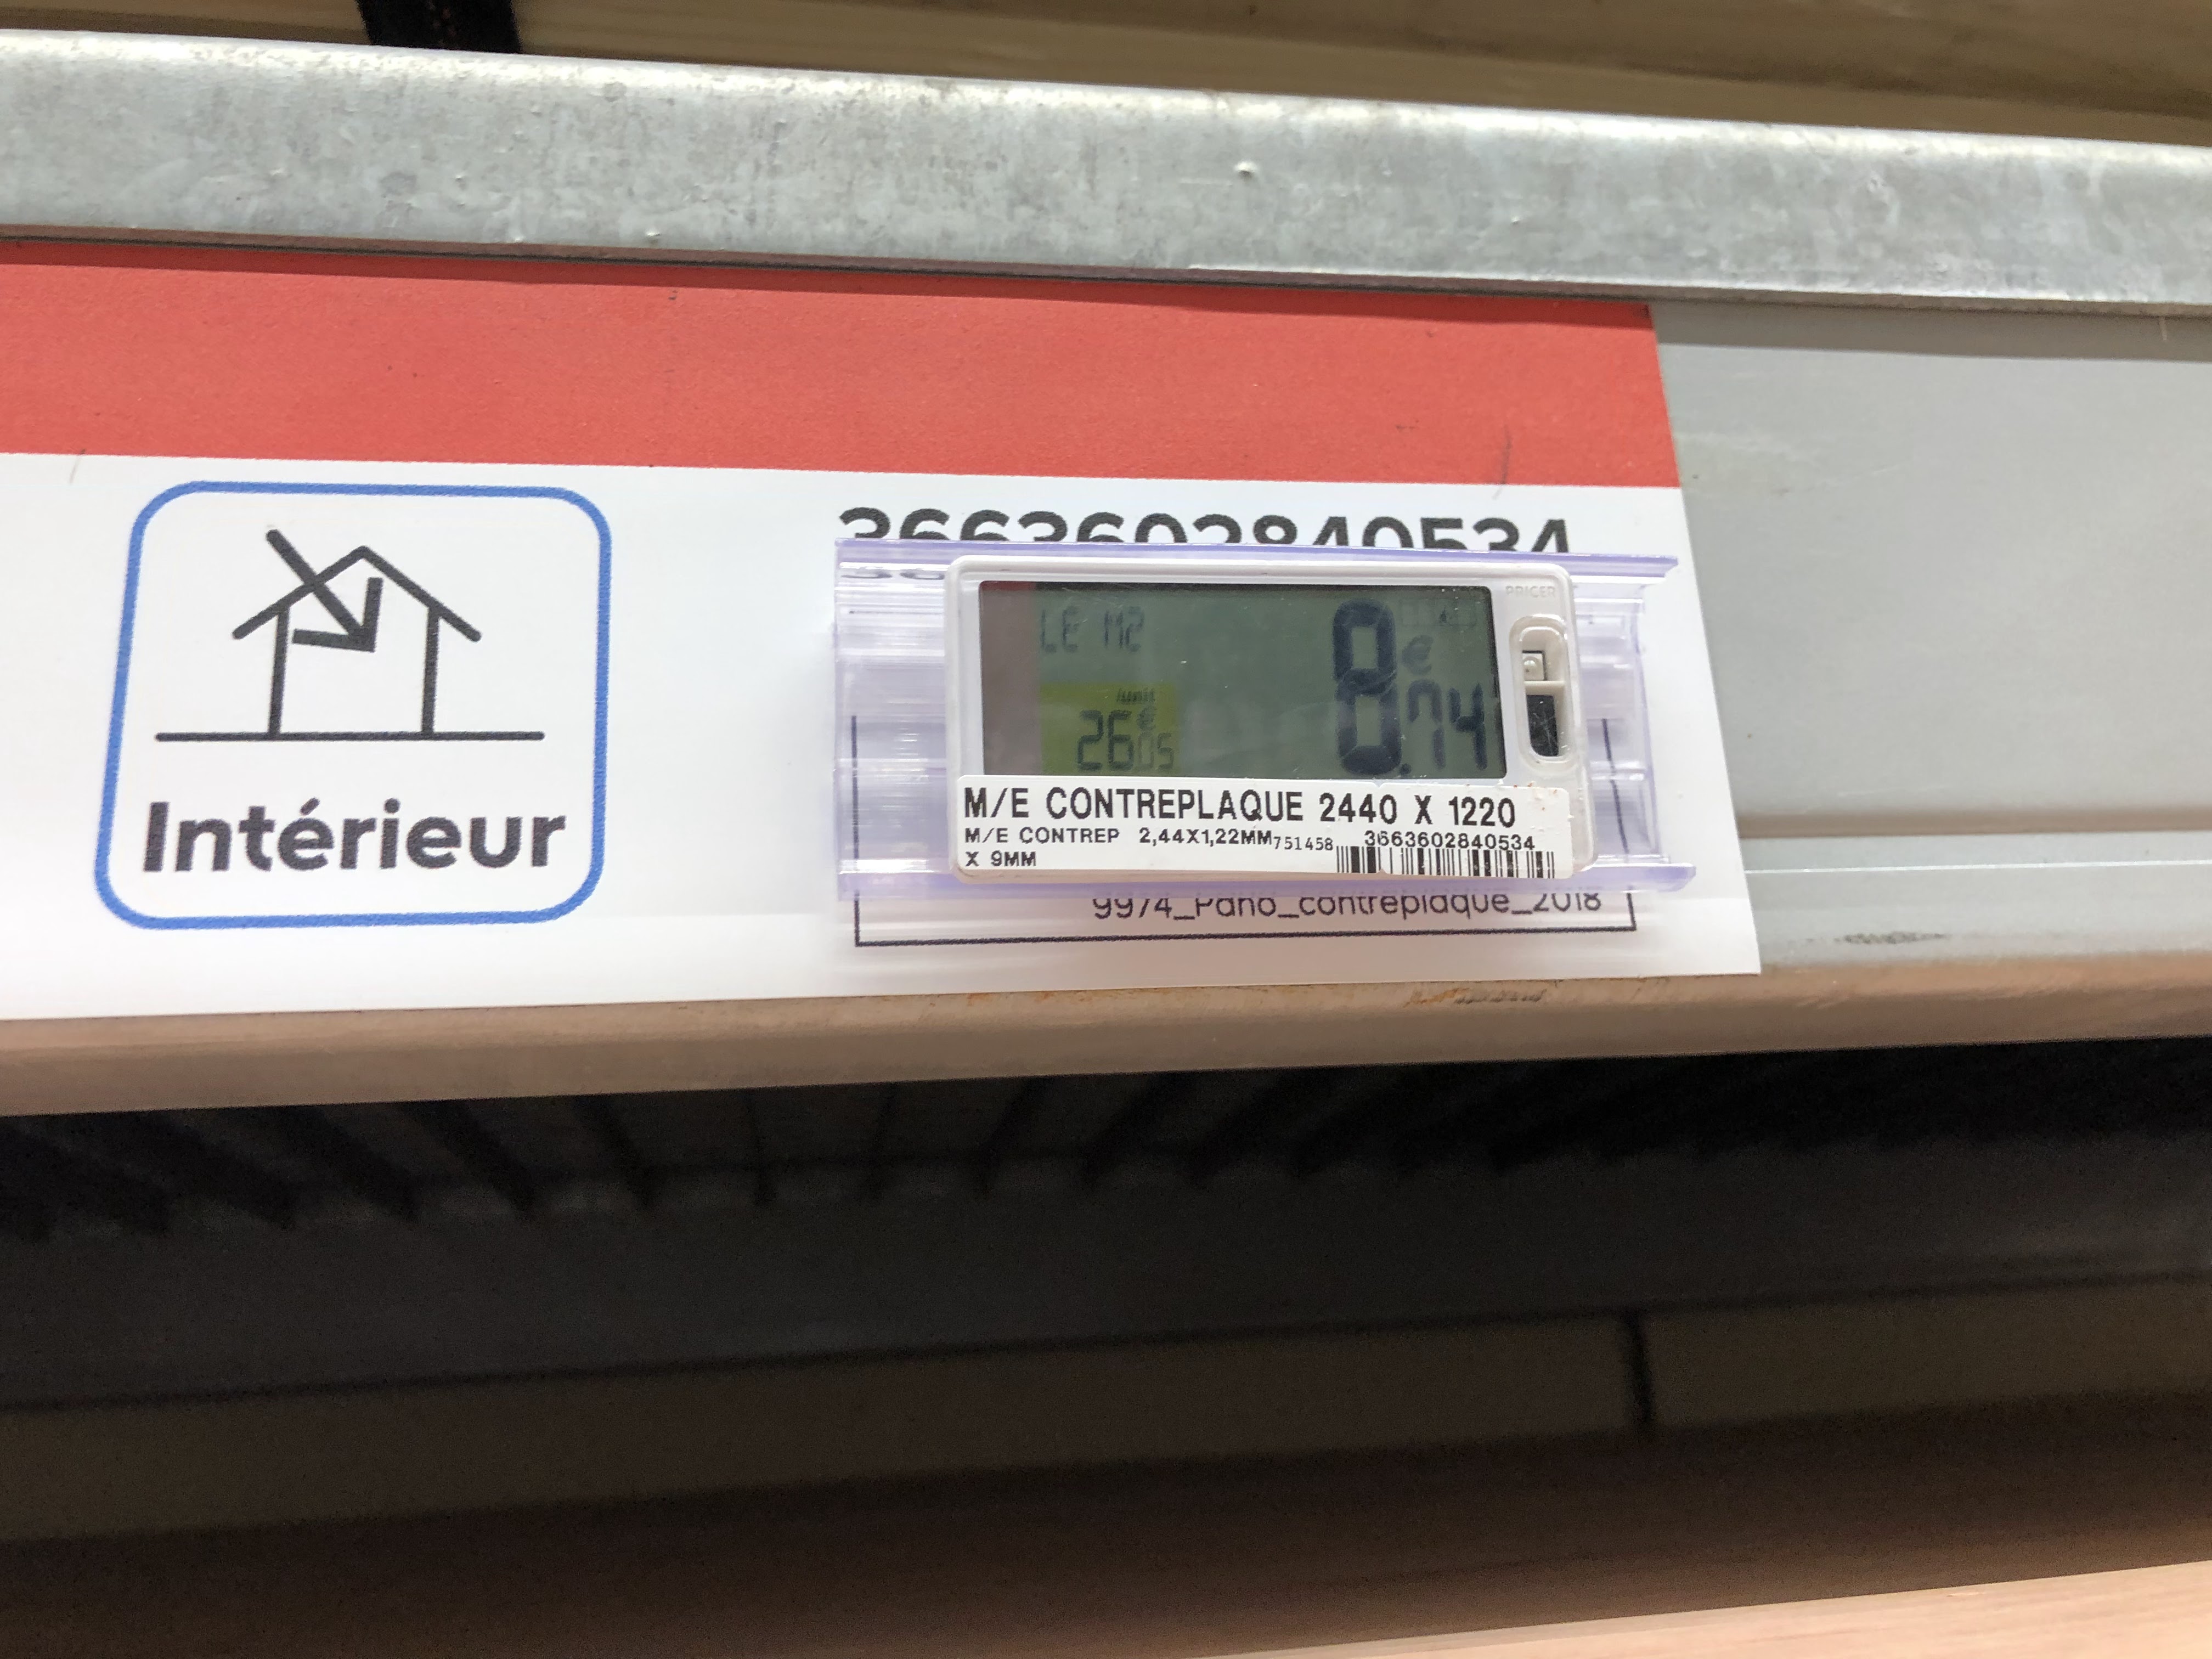 3663602840534
PRICER
LE M2
8 €
.74
/unit
26 €
05
M/E CONTREPLAQUE 2440 X 1220
M/E CONTREP 2,44X1,22MM 751458 3663602840534
X 9MM
9974_Pano_contreplaque_2018
Intérieur